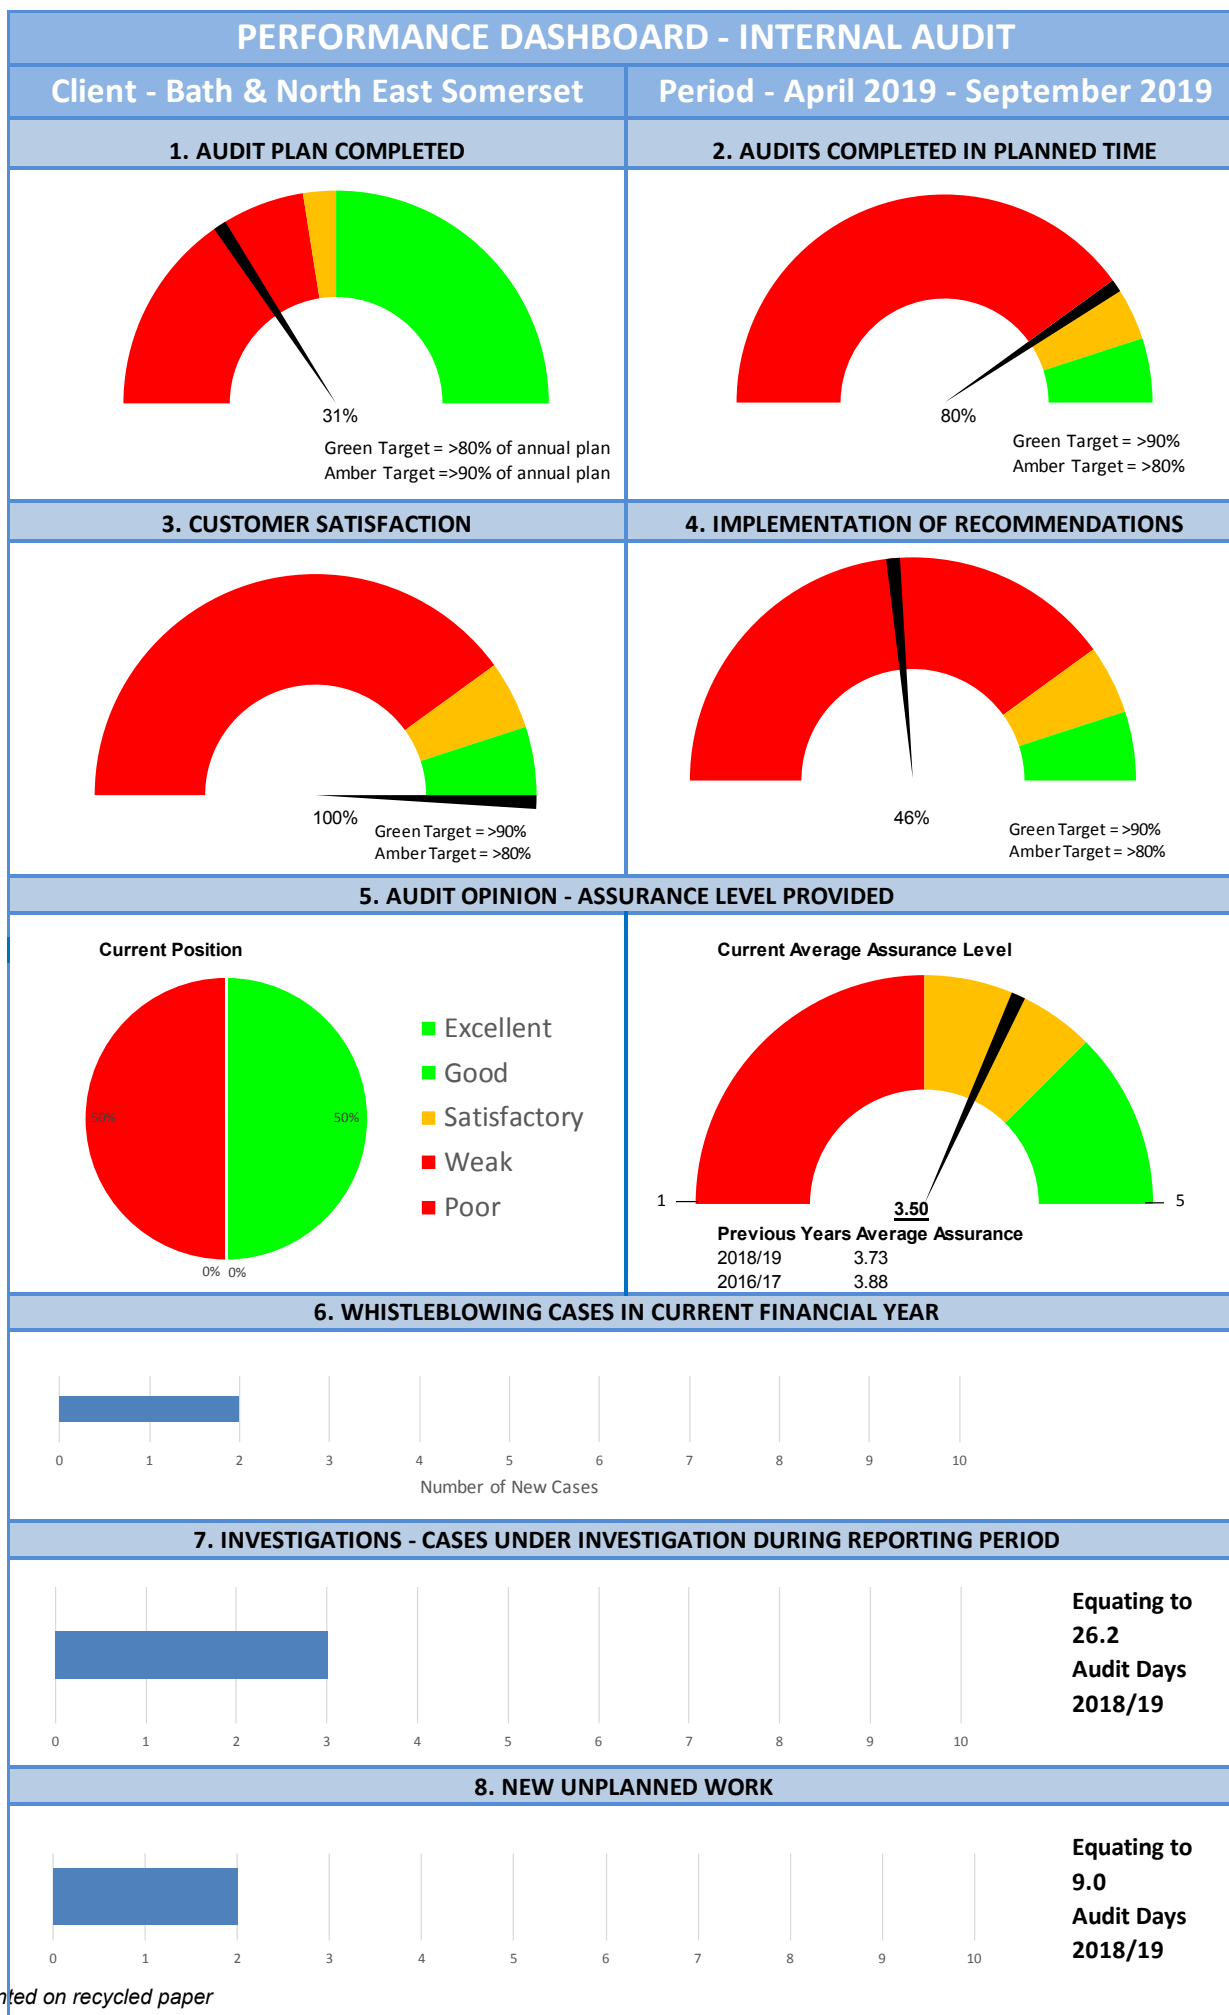 PERFORMANCE DASHBOARD - INTERNAL AUDIT
Client - Bath & North East Somerset
Period - April 2019 - September 2019
1. AUDIT PLAN COMPLETED
2. AUDITS COMPLETED IN PLANNED TIME
31%
Green Target = >80% of annual plan
Amber Target =>90% of annual plan
80%
Green Target = >90%
Amber Target = >80%
3. CUSTOMER SATISFACTION
4. IMPLEMENTATION OF RECOMMENDATIONS
100%
Green Target = >90%
Amber Target = >80%
46%
Green Target = >90%
Amber Target = >80%
5. AUDIT OPINION - ASSURANCE LEVEL PROVIDED
Current Position
50%
50%
0% 0%
Excellent
Good
Satisfactory
Weak
Poor
Current Average Assurance Level
1
5
3.50
Previous Years Average Assurance
2018/19 3.73
2016/17 3.88
6. WHISTLEBLOWING CASES IN CURRENT FINANCIAL YEAR
0 1 2 3 4 5 6 7 8 9 10
Number of New Cases
7. INVESTIGATIONS - CASES UNDER INVESTIGATION DURING REPORTING PERIOD
0 1 2 3 4 5 6 7 8 9 10
Equating to
26.2
Audit Days
2018/19
8. NEW UNPLANNED WORK
0 1 2 3 4 5 6 7 8 9 10
Equating to
9.0
Audit Days
2018/19
on recycled paper